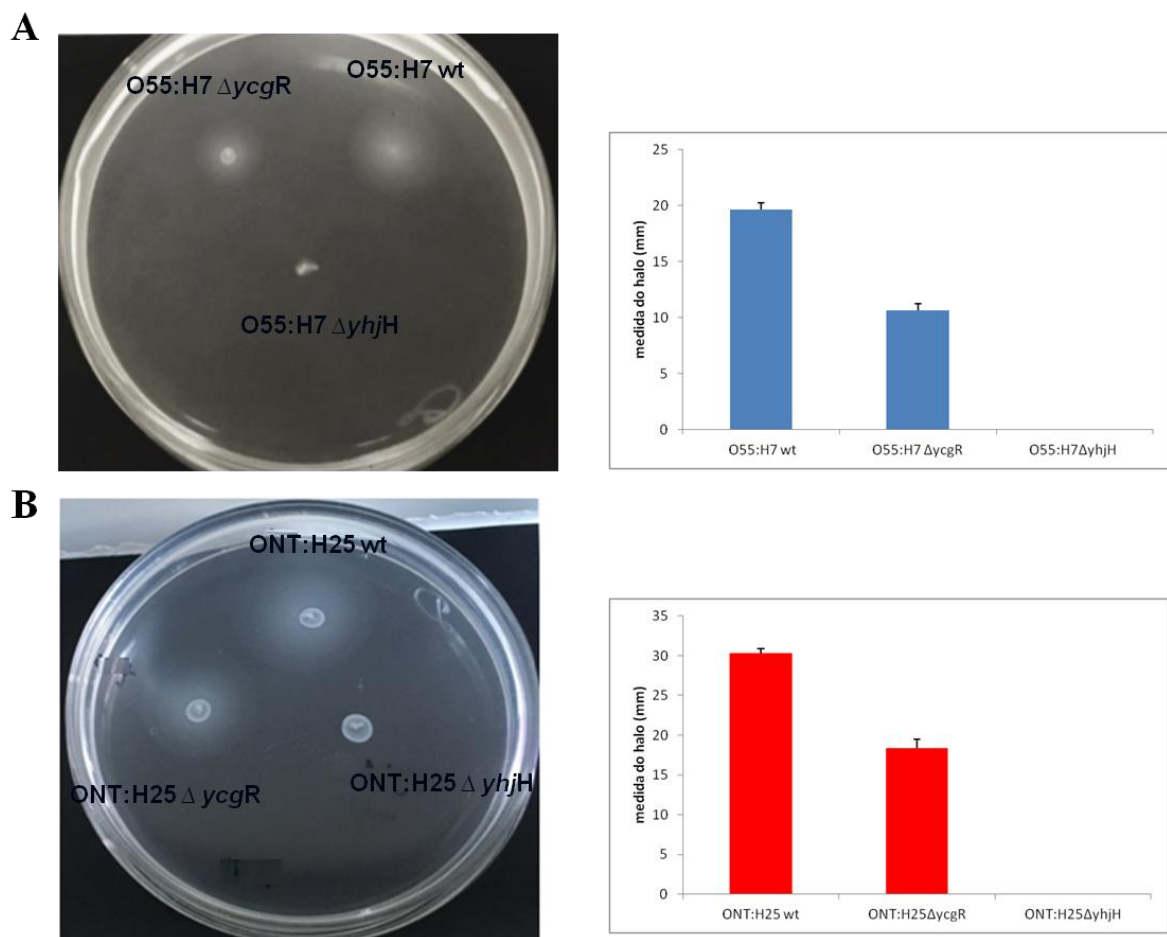 A
O55:H7 ΔycgR
O55:H7 wt
O55:H7 ΔyhjH
medida do halo (mm)
25
20
15
10
5
0
O55:H7 wt
O55:H7 ΔycgR
O55:H7ΔyhjH
B
ONT:H25 wt
ONT:H25 Δ ycgR
ONT:H25 Δ yhjH
medida do halo (mm)
35
30
25
20
15
10
5
0
ONT:H25 wt
ONT:H25ΔycgR
ONT:H25ΔyhjH